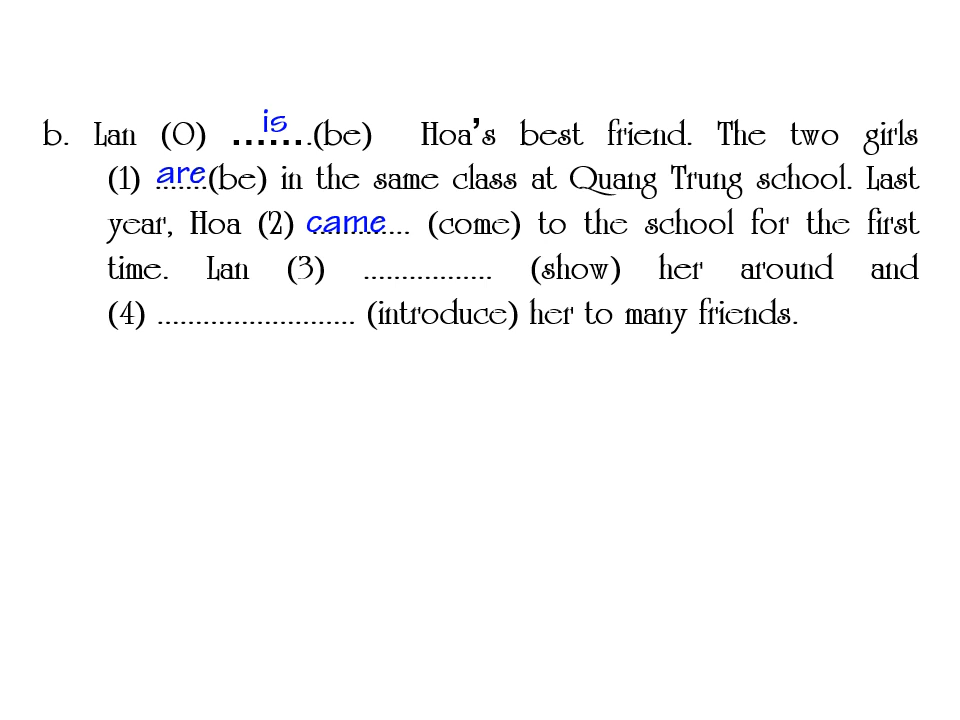 b. Lan (0) …is….(be) Hoa’s best friend. The two girls
(1) .are..(be) in the same class at Quang Trung school. Last
year, Hoa (2) came... (come) to the school for the first
time. Lan (3) ................. (show) her around and
(4) .......................... (introduce) her to many friends.